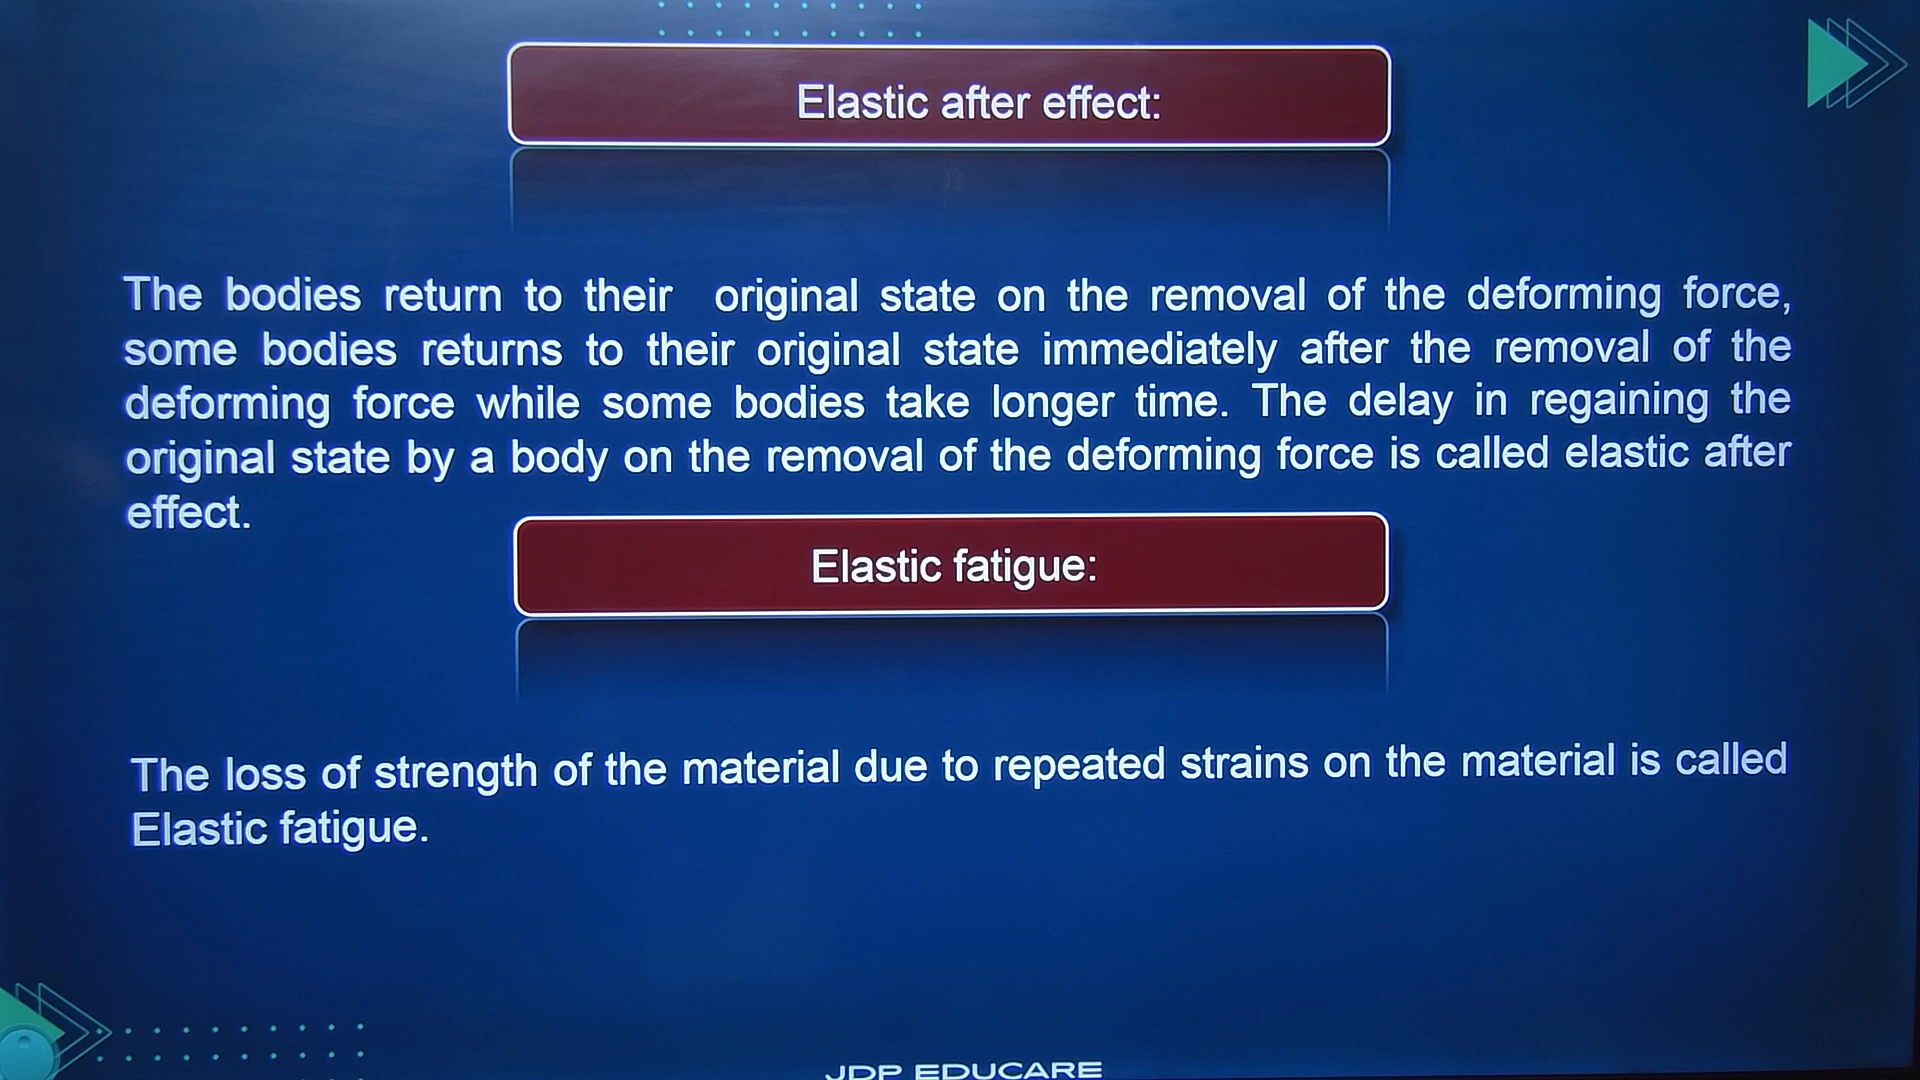 Elastic after effect:
The bodies return to their original state on the removal of the deforming force,
some bodies returns to their original state immediately after the removal of the
deforming force while some bodies take longer time. The delay in regaining the
original state by a body on the removal of the deforming force is called elastic after
effect.
Elastic fatigue:
The loss of strength of the material due to repeated strains on the material is called
Elastic fatigue.
JDP EDUCARE